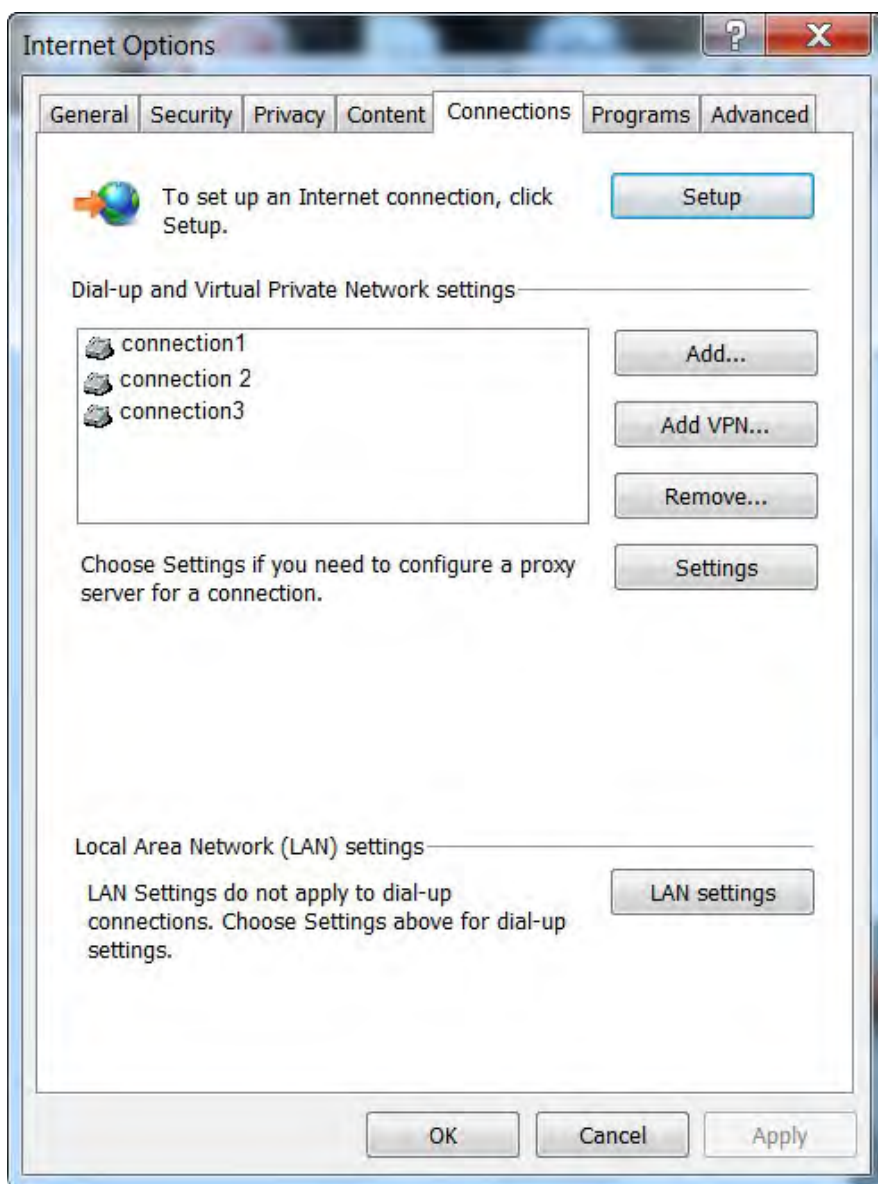 Internet Options
?
X
General Security Privacy Content Connections Programs Advanced
To set up an Internet connection, click
Setup.
Setup
Dial-up and Virtual Private Network settings
connection1
connection 2
connection3
Add...
Add VPN...
Remove...
Choose Settings if you need to configure a proxy
server for a connection.
Settings
Local Area Network (LAN) settings
LAN Settings do not apply to dial-up
connections. Choose Settings above for dial-up
settings.
LAN settings
OK Cancel Apply